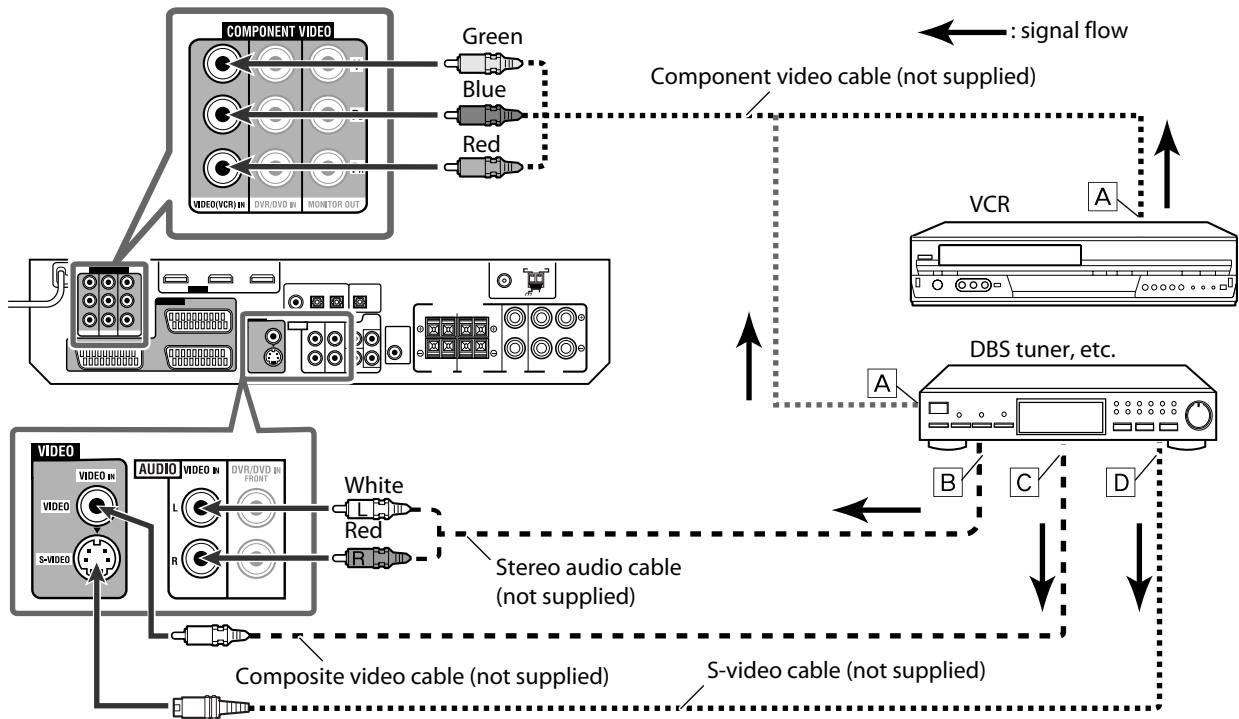 COMPONENT VIDEO
Green
: signal flow
Blue
Component video cable (not supplied)
Red
VIDEO(VCR) IN
DVR/DVD IN
MONITOR OUT
A
VCR
DBS tuner, etc.
A
B
C
D
VIDEO
VIDEO IN
AUDIO
VIDEO IN
DVR/DVD IN
FRONT
White
VIDEO
L
L
Red
S-VIDEO
R
R
Stereo audio cable
(not supplied)
Composite video cable (not supplied)
S-video cable (not supplied)